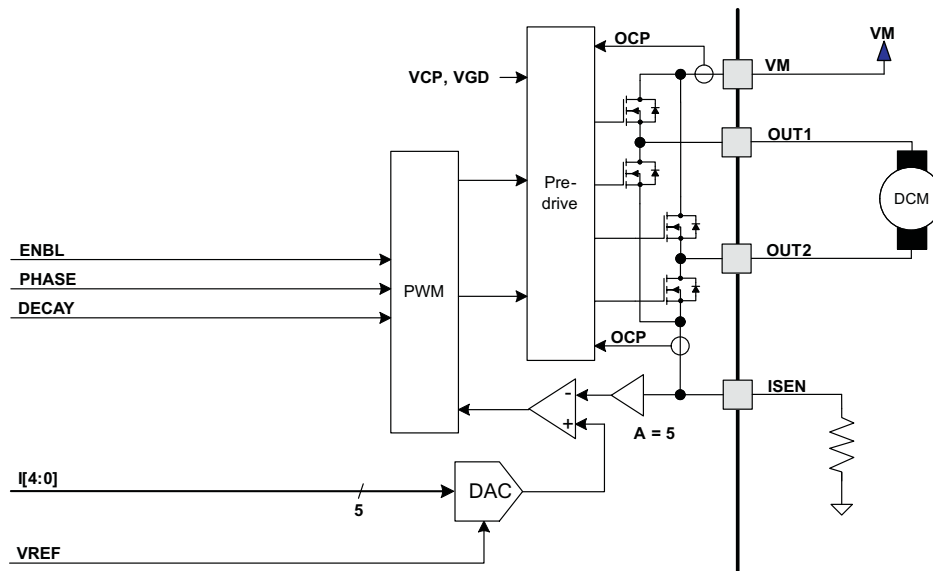 VM
OCP
VM
VCP, VGD
OUT1
Pre-
drive
DCM
ENBL
OUT2
PHASE
PWM
DECAY
OCP
-
ISEN
+
A = 5
I[4:0]
DAC
5
VREF